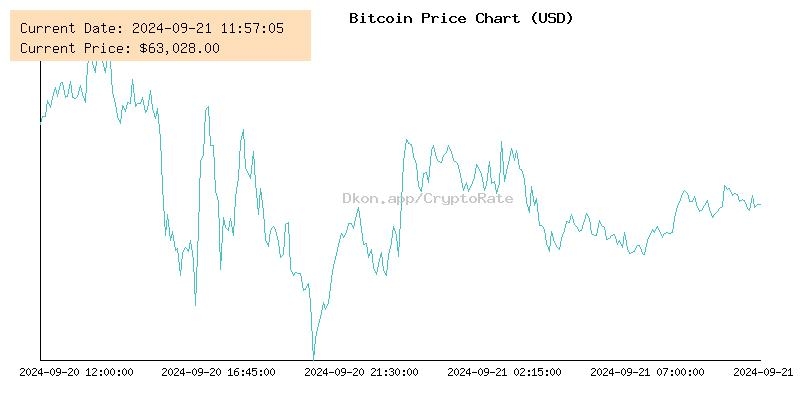 Bitcoin Price Chart (USD)
Current Date: 2024-09-21 11:57:05
Current Price: $63,028.00
Dkon.app/CryptoRate
2024-09-20 12:00:00 2024-09-20 16:45:00 2024-09-20 21:30:00 2024-09-21 02:15:00 2024-09-21 07:00:00 2024-09-21